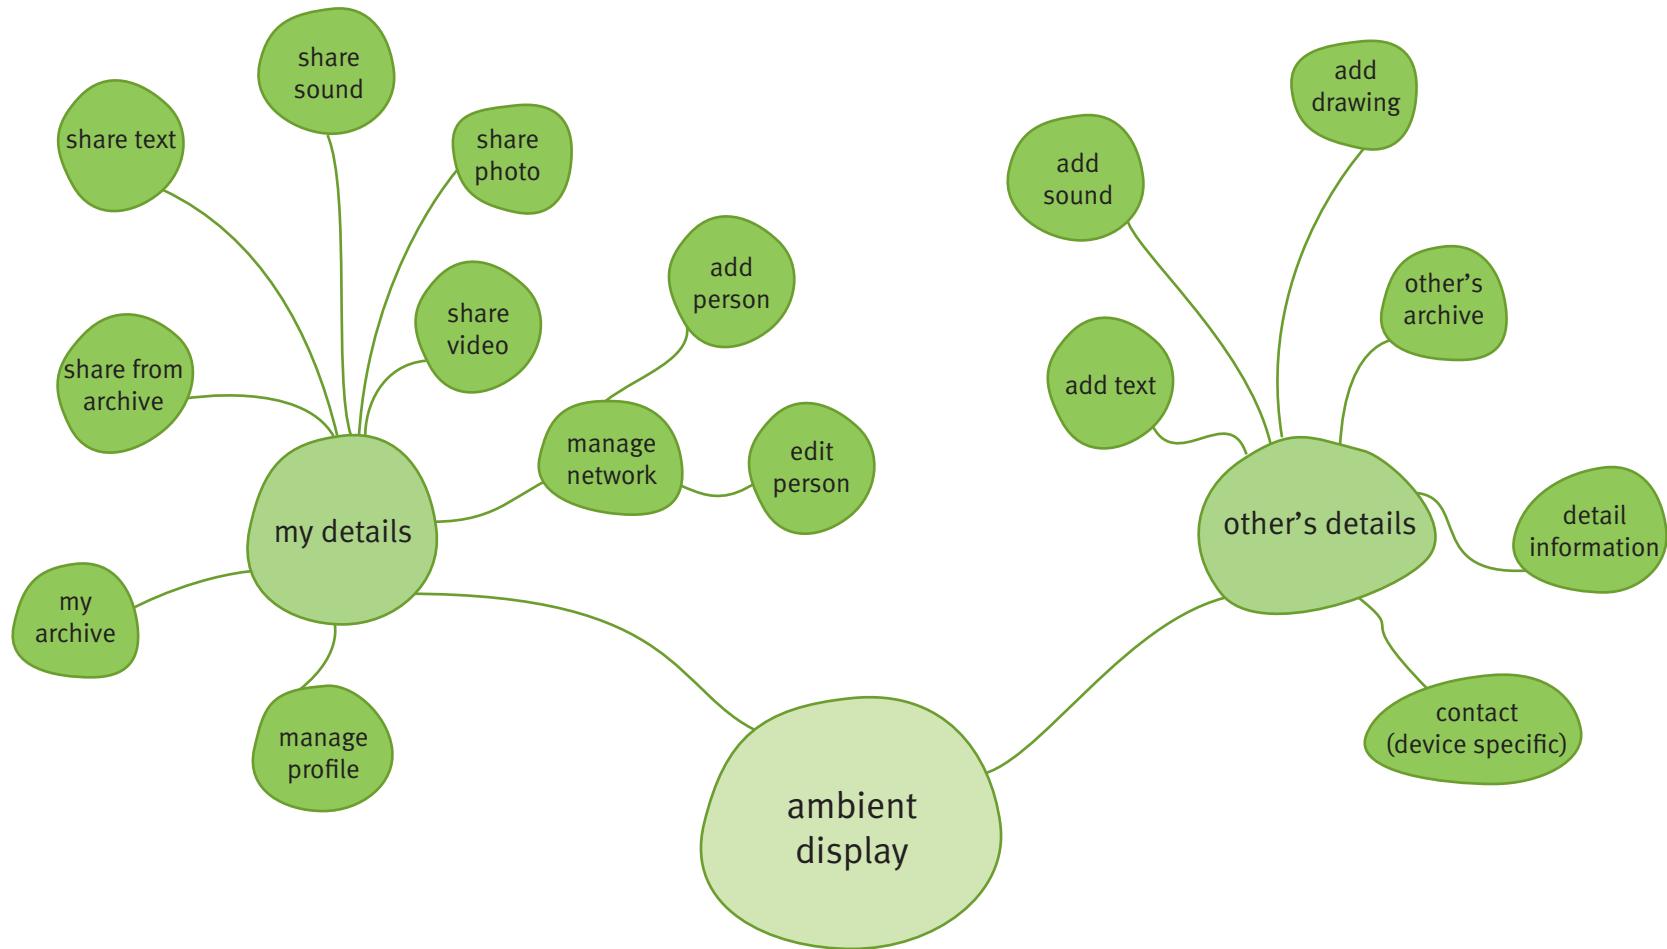 share
sound
share text
share
photo
add
person
share
video
share from
archive
manage
network
edit
person
my details
my
archive
manage
profile
ambient
display
add
drawing
add
sound
other’s
archive
add text
other’s details
detail
information
contact
(device specific)